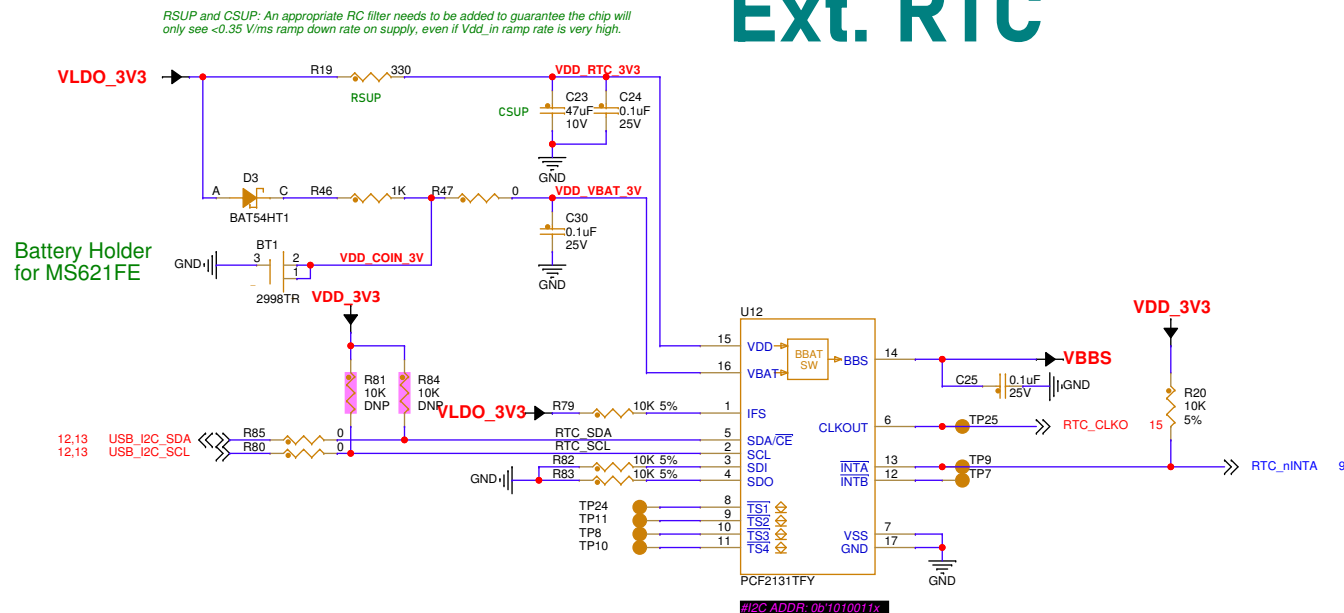 Ext. RTC
RSUP and CSUP: An appropriate RC filter needs to be added to guarantee the chip will
only see <0.35 V/ms ramp down rate on supply, even if Vdd_in ramp rate is very high.
VLDO_3V3
R19
330
RSUP
VDD_RTC_3V3
CSUP
C23
47uF
10V
C24
0.1uF
25V
GND
D3
A
C
BAT54HT1
R46
1K
R47
0
VDD_VBAT_3V
C30
0.1uF
25V
GND
Battery Holder
for MS621FE
GND
BT1
3
2
1
2998TR
VDD_COIN_3V
VDD_3V3
R81
10K
DNP
R84
10K
DNP
VLDO_3V3
R79
10K 5%
12,13 USB_I2C_SDA
12,13 USB_I2C_SCL
R85
0
R80
0
RTC_SDA
RTC_SCL
GND
R82
10K 5%
R83
10K 5%
TP24
TP11
TP8
TP10
U12
15 VDD
16 VBAT
BBAT
SW
BBS 14
1 IFS
5 SDA/CE
2 SCL
3 SDI
4 SDO
8 TS1
9 TS2
10 TS3
11 TS4
CLKOUT 6
INTA 13
INTB 12
VSS 7
GND 17
PCF2131TFY
#I2C ADDR: 0b'1010011x
VBBS
C25
0.1uF
25V
GND
TP25
RTC_CLKO 15
TP9
TP7
VDD_3V3
R20
10K
5%
RTC_nINTA 9
GND